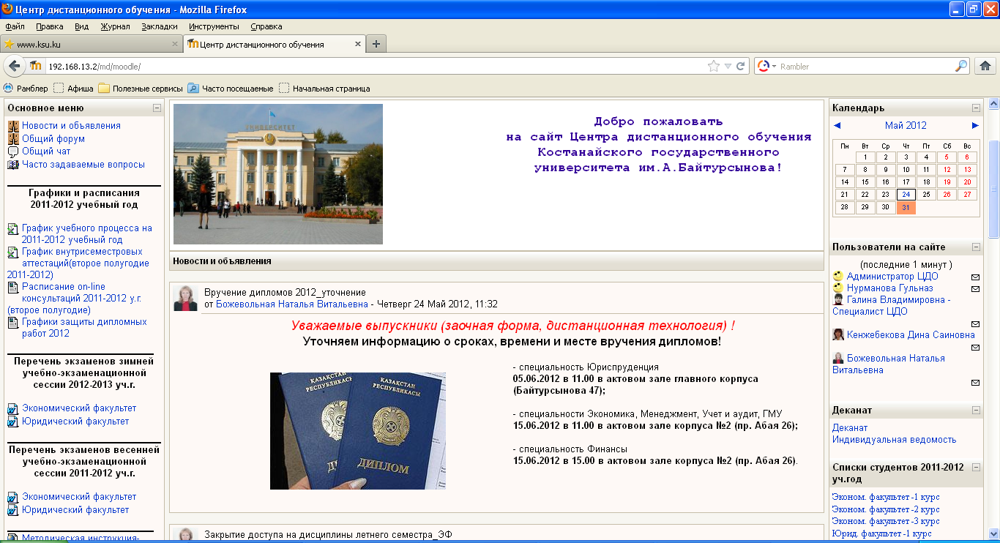 Центр дистанционного обучения - Mozilla Firefox
Файл Правка Вид Журнал Закладки Инструменты Справка
www.ksu.ku
Центр дистанционного обучения
192.168.13.2/md/moodle/
Rambler
Рамблер Афиша Полезные сервисы Часто посещаемые Начальная страница
Основное меню
Новости и объявления
Общий форум
Общий чат
Часто задаваемые вопросы
Графики и расписания
2011-2012 учебный год
График учебного процесса на
2011-2012 учебный год
График внутрисеместровых
аттестаций(второе полугодие
2011-2012)
Расписание on-line
консультаций 2011-2012 у.г.
(второе полугодие)
Графики защиты дипломных
работ 2012
Перечень экзаменов зимней
учебно-экзаменационной
сессии 2012-2013 уч.г.
Экономический факультет
Юридический факультет
Перечень экзаменов весенней
учебно-экзаменационной
сессии 2011-2012 уч.г.
Экономический факультет
Юридический факультет
Методическая инструкция-
УНИВЕРСИТЕТ
Добро пожаловать
на сайт Центра дистанционного обучения
Костанайского государственного
университета им.А.Байтурсынова!
Новости и объявления
Вручение дипломов 2012_уточнение
от Божевольная Наталья Витальевна - Четверг 24 Май 2012, 11:32
Уважаемые выпускники (заочная форма, дистанционная технология) !
Уточняем информацию о сроках, времени и месте вручения дипломов!
ҚАЗАҚСТАН
РЕСПУБЛИКАСЫ
ҚАЗАҚСТАН
РЕСПУБЛИКАСЫ
ДИПЛОМ
- специальность Юриспруденция
05.06.2012 в 11.00 в актовом зале главного корпуса
(Байтурсынова 47);
- специальности Экономика, Менеджмент, Учет и аудит, ГМУ
15.06.2012 в 11.00 в актовом зале корпуса №2 (пр. Абая 26);
- специальность Финансы
15.06.2012 в 15.00 в актовом зале корпуса №2 (пр. Абая 26).
Закрытие доступа на дисциплины летнего семестра_ЭФ
Календарь
Май 2012
Пн Вт Ср Чт Пт Сб Вс
1 2 3 4 5 6
7 8 9 10 11 12 13
14 15 16 17 18 19 20
21 22 23 24 25 26 27
28 29 30 31
Пользователи на сайте
(последние 1 минут )
Администратор ЦДО
Нурманова Гульназ
Галина Владимировна -
Специалист ЦДО
Кенжебекова Дина Саиновна
Божевольная Наталья
Витальевна
Деканат
Деканат
Индивидуальная ведомость
Списки студентов 2011-2012
уч.год
Эконом. факультет -1 курс
Эконом. факультет -2 курс
Эконом. факультет -3 курс
Юрид. факультет -1 курс